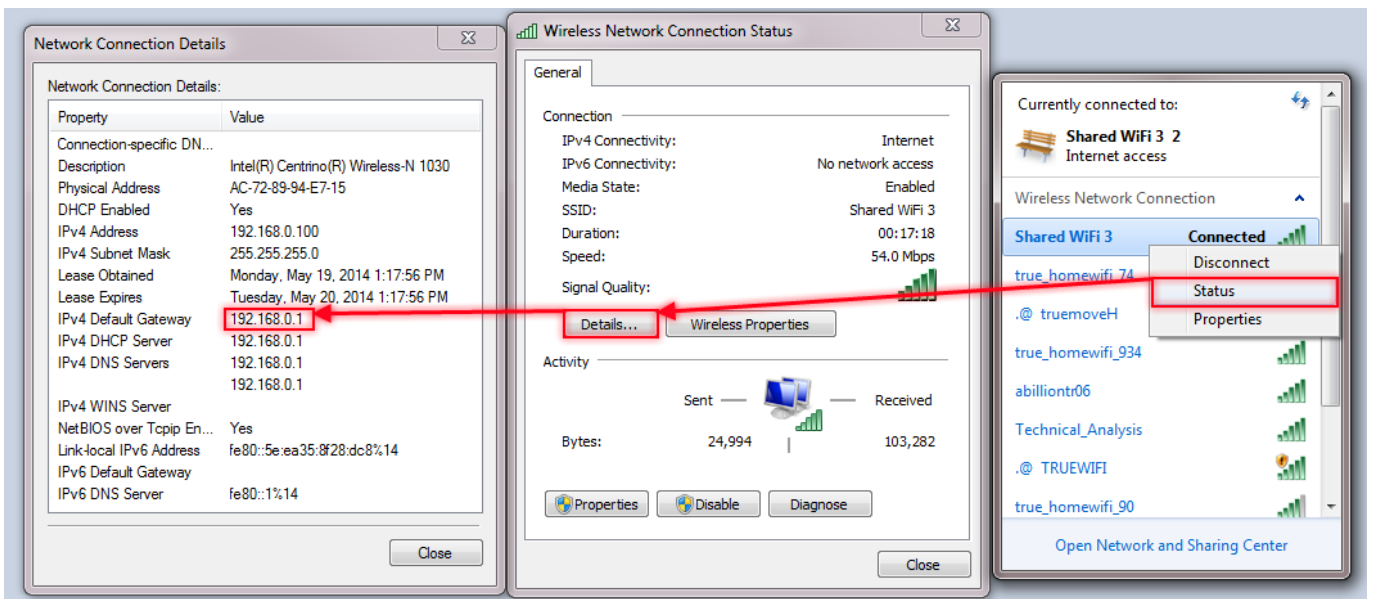 Network Connection Details
Network Connection Details:
Property Value
Connection-specific DN...
Description Intel(R) Centrino(R) Wireless-N 1030
Physical Address AC-72-89-94-E7-15
DHCP Enabled Yes
IPv4 Address 192.168.0.100
IPv4 Subnet Mask 255.255.255.0
Lease Obtained Monday, May 19, 2014 1:17:56 PM
Lease Expires Tuesday, May 20, 2014 1:17:56 PM
IPv4 Default Gateway 192.168.0.1
IPv4 DHCP Server 192.168.0.1
IPv4 DNS Servers 192.168.0.1
192.168.0.1
IPv4 WINS Server
NetBIOS over Tcpip En... Yes
Link-local IPv6 Address fe80::5e:ea35:8f28:dc8%14
IPv6 Default Gateway
IPv6 DNS Server fe80::1%14
Close
Wireless Network Connection Status
General
Connection
IPv4 Connectivity: Internet
IPv6 Connectivity: No network access
Media State: Enabled
SSID: Shared WiFi 3
Duration: 00:17:18
Speed: 54.0 Mbps
Signal Quality:
Details... Wireless Properties
Activity
Sent Received
Bytes: 24,994 103,282
Properties Disable Diagnose
Close
Currently connected to:
Shared WiFi 3 2
Internet access
Wireless Network Connection
Shared WiFi 3 Connected
Disconnect
true_homewifi_74
Status
.@ truemoveH
Properties
true_homewifi_934
abilliontr06
Technical_Analysis
.@ TRUEWIFI
true_homewifi_90
Open Network and Sharing Center